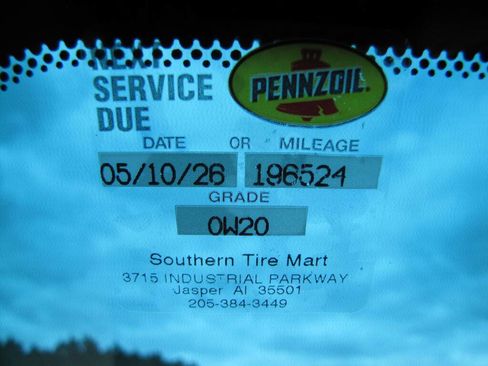 NEXT
SERVICE
DUE
PENNZOIL
DATE OR MILEAGE
05/10/26 196524
GRADE
0W20
Southern Tire Mart
3715 INDUSTRIAL PARKWAY
Jasper Al 35501
205-384-3449